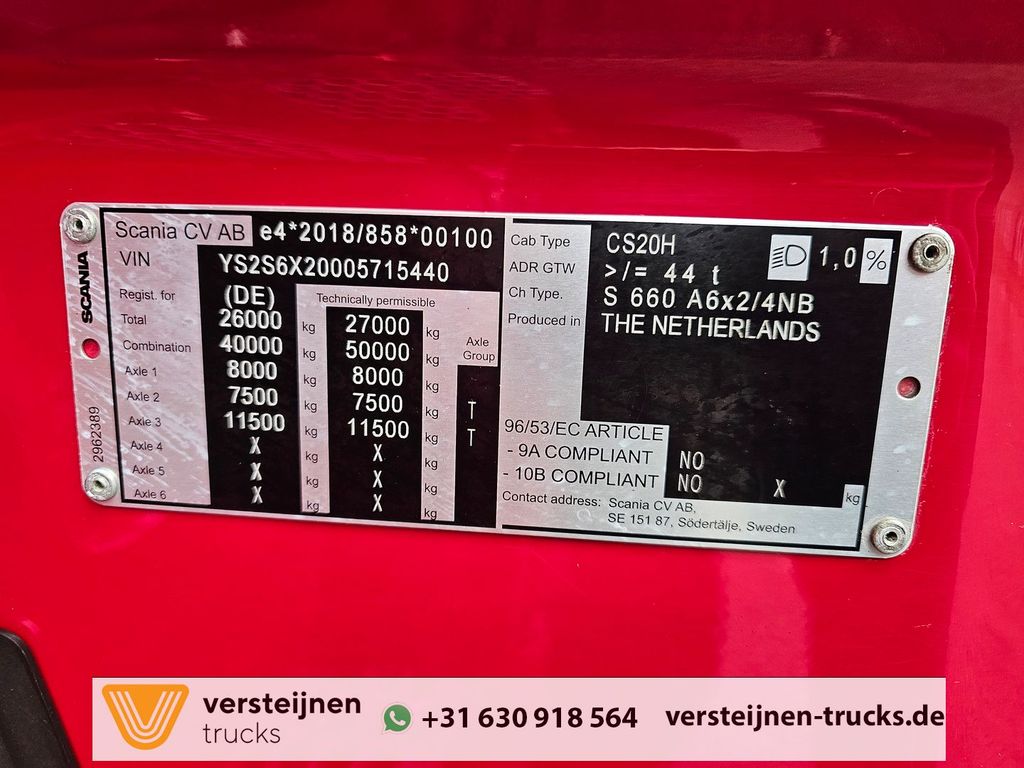 SCANIA
2962389
Scania CV AB e4*2018/858*00100
VIN YS2S6X20005715440
Regist. for (DE) Technically permissible
Total 26000 kg 27000 kg Axle Group
Combination 40000 kg 50000 kg
Axle 1 8000 kg 8000 kg
Axle 2 7500 kg 7500 kg T
Axle 3 11500 kg 11500 kg T
Axle 4 X kg X kg
Axle 5 X kg X kg
Axle 6 X kg X kg
Cab Type CS20H 1,0 %
ADR GTW >/= 44 t
Ch Type. S 660 A6x2/4NB
Produced in THE NETHERLANDS
96/53/EC ARTICLE
- 9A COMPLIANT NO
- 10B COMPLIANT NO X kg
Contact address: Scania CV AB,
SE 151 87, Södertälje, Sweden
versteijnen
trucks
+31 630 918 564
versteijnen-trucks.de